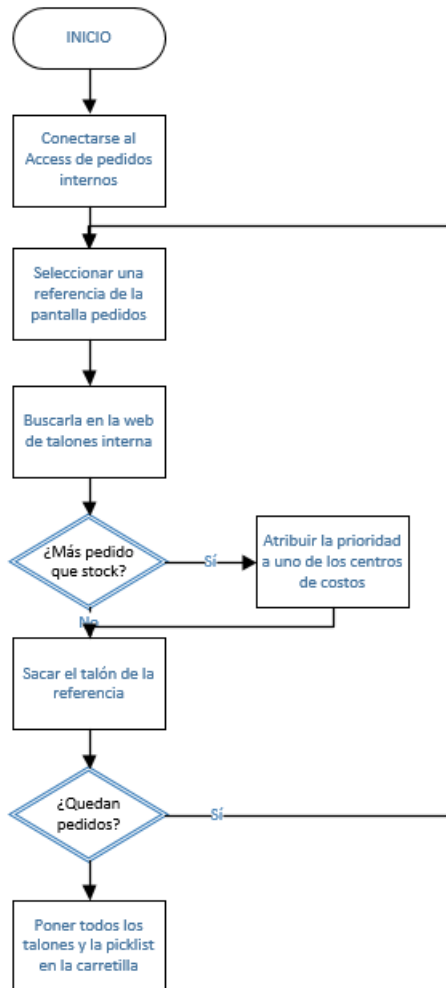 INICIO
Conectarse al
Access de pedidos
internos
Seleccionar una
referencia de la
pantalla pedidos
Buscarla en la web
de talones interna
¿Más pedido
que stock?
Sí
Atribuir la prioridad
a uno de los centros
de costos
No
Sacar el talón de la
referencia
¿Quedan
pedidos?
Sí
Poner todos los
talones y la picklist
en la carretilla